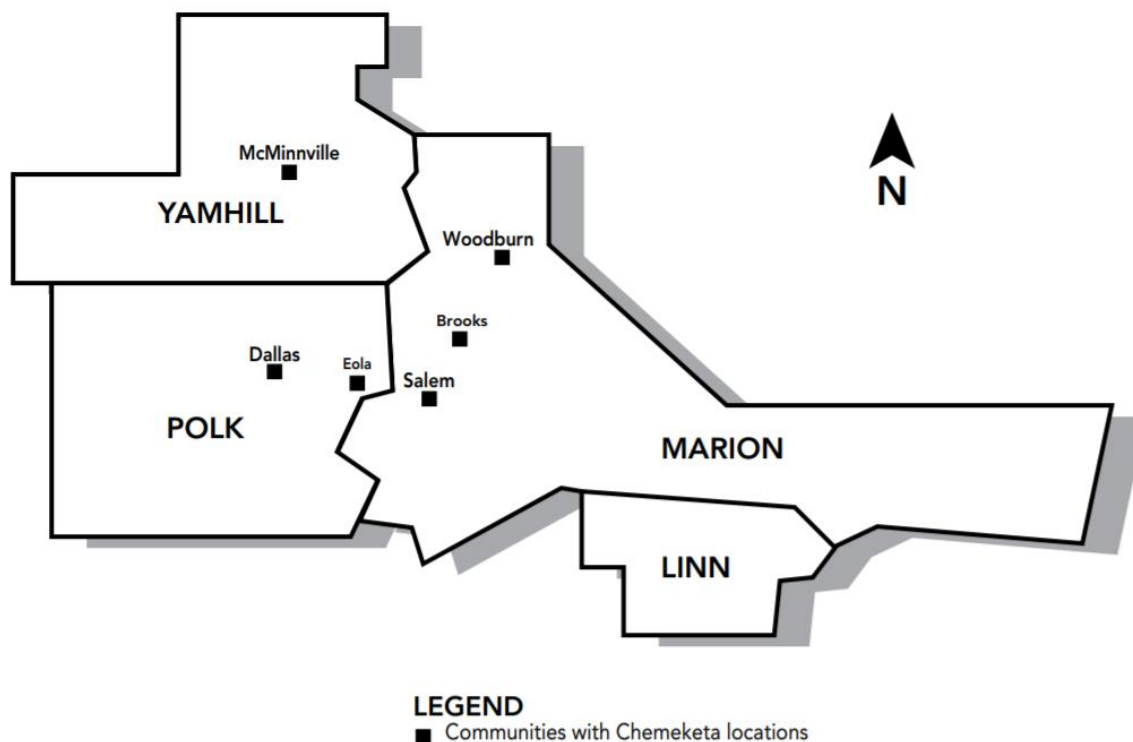 McMinnville
YAMHILL
N
Woodburn
Brooks
Dallas
Eola
Salem
POLK
MARION
LINN
LEGEND
Communities with Chemeketa locations